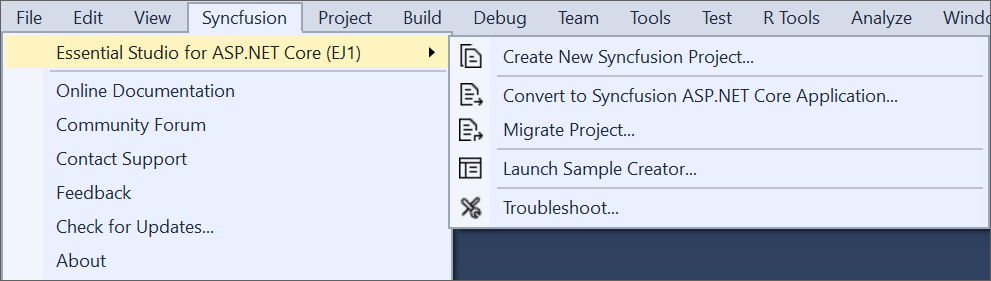 File Edit View Syncfusion Project Build Debug Team Tools Test R Tools Analyze
Essential Studio for ASP.NET Core (EJ1)
Online Documentation
Community Forum
Contact Support
Feedback
Check for Updates...
About
Create New Syncfusion Project...
Convert to Syncfusion ASP.NET Core Application...
Migrate Project...
Launch Sample Creator...
Troubleshoot...